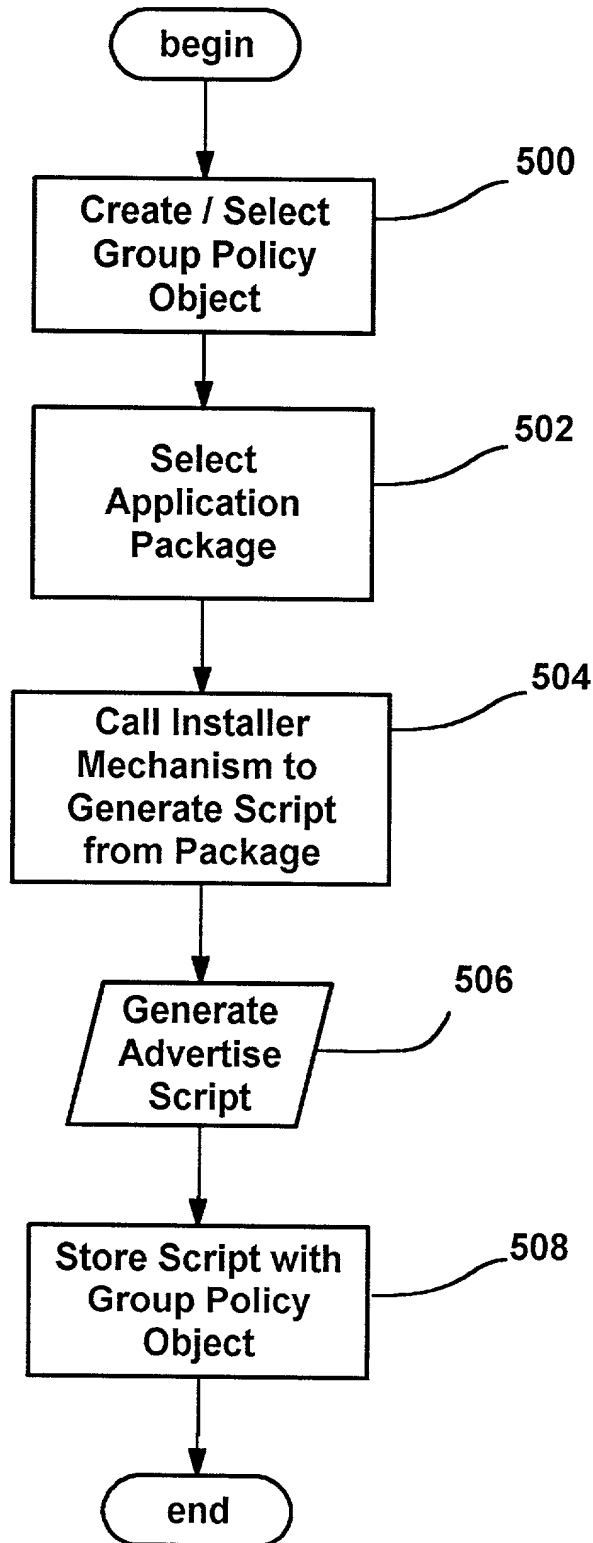 begin
500
Create / Select
Group Policy
Object
502
Select
Application
Package
504
Call Installer
Mechanism to
Generate Script
from Package
506
Generate
Advertise
Script
508
Store Script with
Group Policy
Object
end